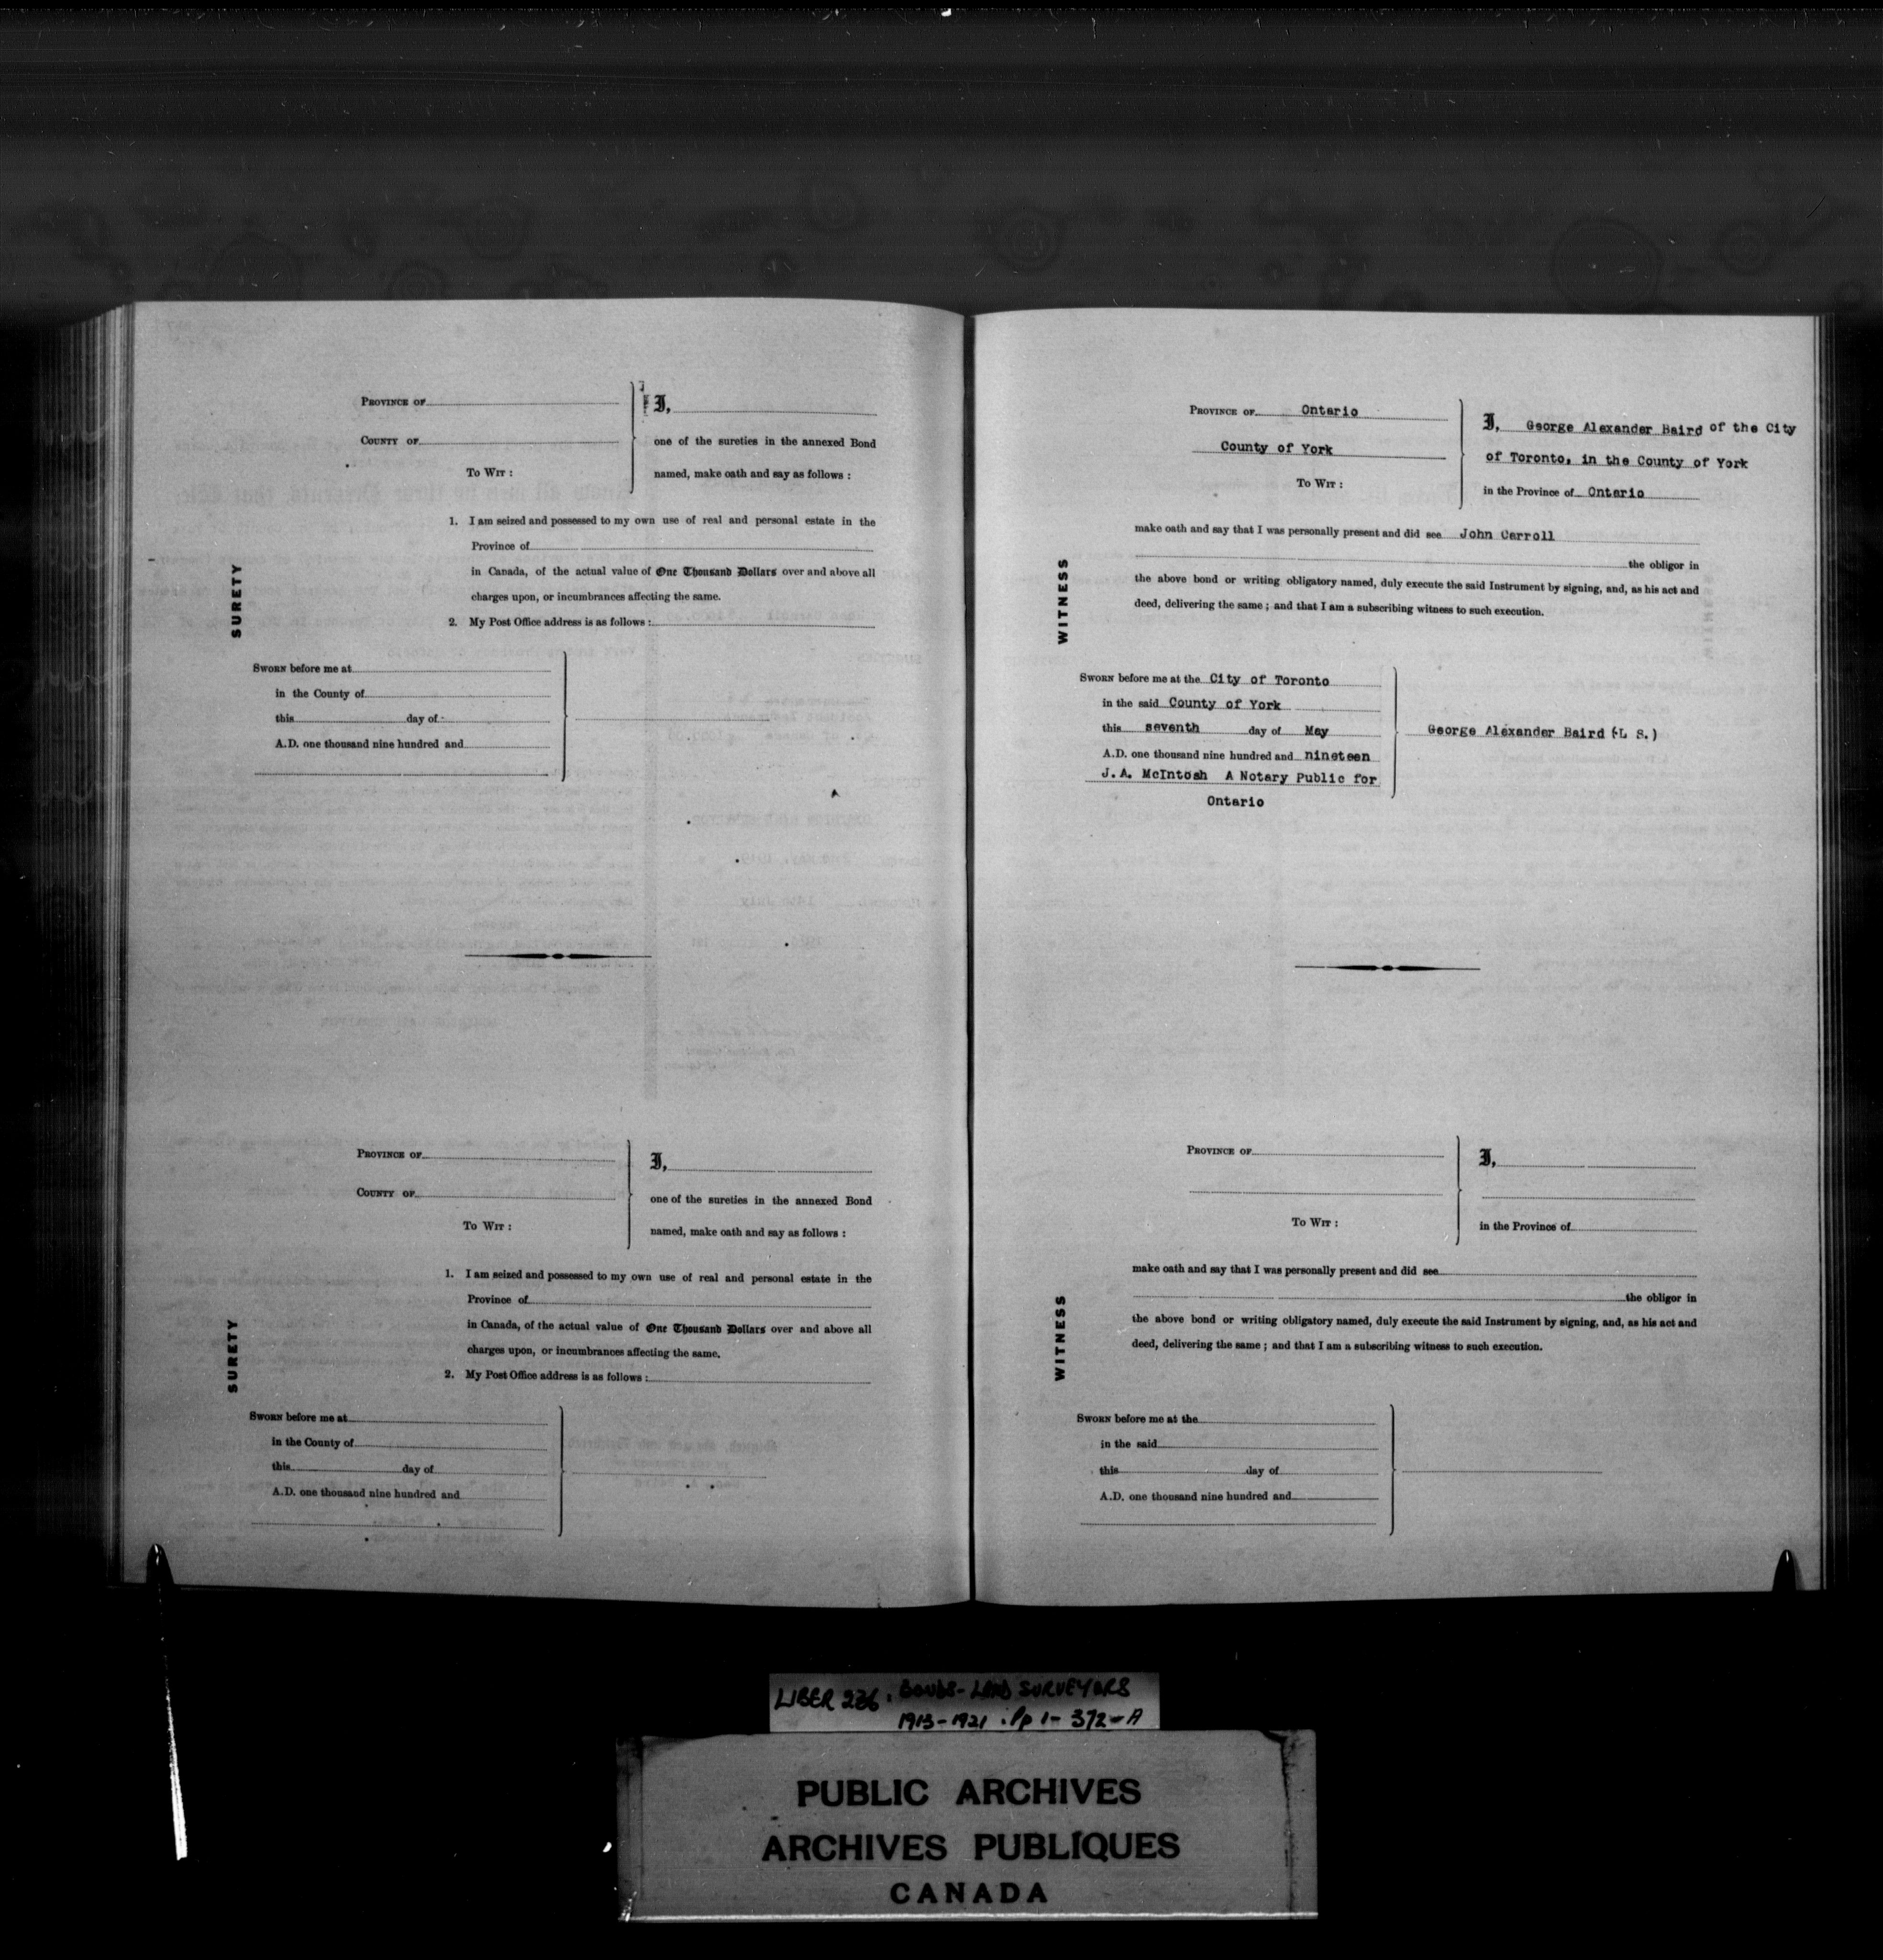 PROVINCE OF
COUNTY OF
TO WIT :
I,
one of the sureties in the annexed Bond
named, make oath and say as follows :
SURETY
1. I am seized and possessed to my own use of real and personal estate in the
Province of
in Canada, of the actual value of One Thousand Dollars over and above all
charges upon, or incumbrances affecting the same.
2. My Post Office address is as follows :
SWORN before me at
in the County of
this day of
A.D. one thousand nine hundred and
PROVINCE OF
COUNTY OF
TO WIT :
I,
one of the sureties in the annexed Bond
named, make oath and say as follows :
SURETY
1. I am seized and possessed to my own use of real and personal estate in the
Province of
in Canada, of the actual value of One Thousand Dollars over and above all
charges upon, or incumbrances affecting the same.
2. My Post Office address is as follows :
SWORN before me at
in the County of
this day of
A.D. one thousand nine hundred and
PROVINCE OF Ontario
County of York
TO WIT :
I, George Alexander Baird of the City
of Toronto, in the County of York
in the Province of Ontario
WITNESS
make oath and say that I was personally present and did see John Carroll
the obligor in
the above bond or writing obligatory named, duly execute the said Instrument by signing, and, as his act and
deed, delivering the same ; and that I am a subscribing witness to such execution.
SWORN before me at the City of Toronto
in the said County of York
this seventh day of May
A.D. one thousand nine hundred and nineteen
J.A. McIntosh A Notary Public for
Ontario
George Alexander Baird (L S.)
PROVINCE OF
TO WIT :
I,
in the Province of
WITNESS
make oath and say that I was personally present and did see
the obligor in
the above bond or writing obligatory named, duly execute the said Instrument by signing, and, as his act and
deed, delivering the same ; and that I am a subscribing witness to such execution.
SWORN before me at the
in the said
this day of
A.D. one thousand nine hundred and
LIBER 236. BONDS - LAND SURVEYORS
1913-1921 . Pp 1- 372-A
PUBLIC ARCHIVES
ARCHIVES PUBLIQUES
CANADA